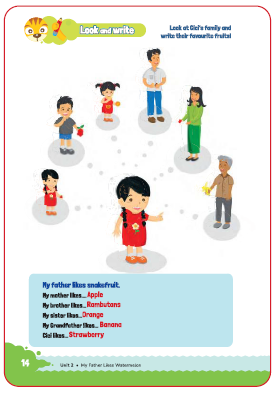 Look and write
Look at Cici's family and
write their favourite fruits!
My father likes snakefruit.
My mother likes... Apple
My brother likes... Rambutans
My sister likes...Orange
My Grandfather likes... Banana
Cici likes... Strawberry
14
Unit 2 • My Father Likes Watermelon